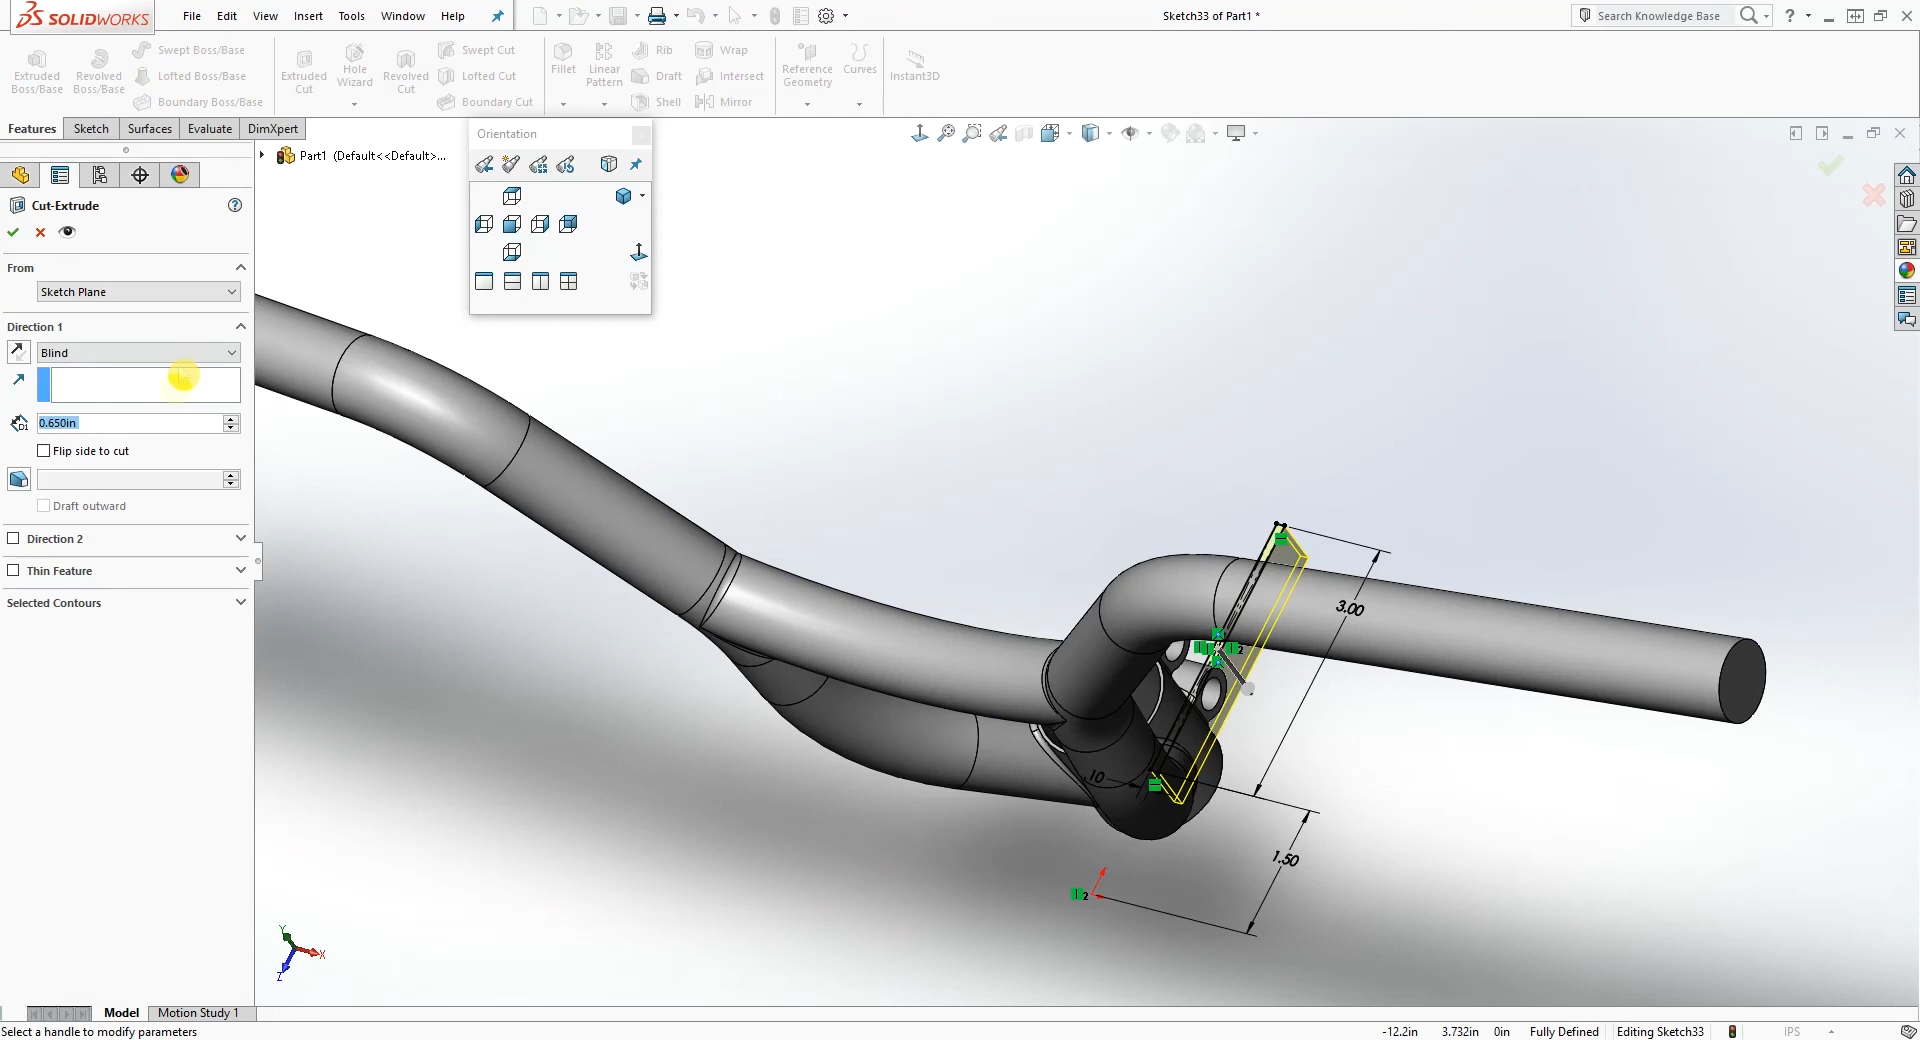 SOLIDWORKS
File Edit View Insert Tools Window Help
Sketch33 of Part1 *
Search Knowledge Base
?
Extruded Boss/Base
Revolved Boss/Base
Swept Boss/Base
Lofted Boss/Base
Boundary Boss/Base
Extruded Cut
Hole Wizard
Revolved Cut
Swept Cut
Lofted Cut
Boundary Cut
Fillet
Linear Pattern
Rib
Draft
Shell
Wrap
Intersect
Mirror
Reference Geometry
Curves
Instant3D
Features Sketch Surfaces Evaluate DimXpert
Orientation
Part1 (Default<<Default>...
Cut-Extrude
?
From
Sketch Plane
Direction 1
Blind
D1
0.650in
Flip side to cut
Draft outward
Direction 2
Thin Feature
Selected Contours
3.00
2
.10
1.50
2
Y
X
Z
Model Motion Study 1
Select a handle to modify parameters
-12.2in 3.732in 0in Fully Defined Editing Sketch33 IPS